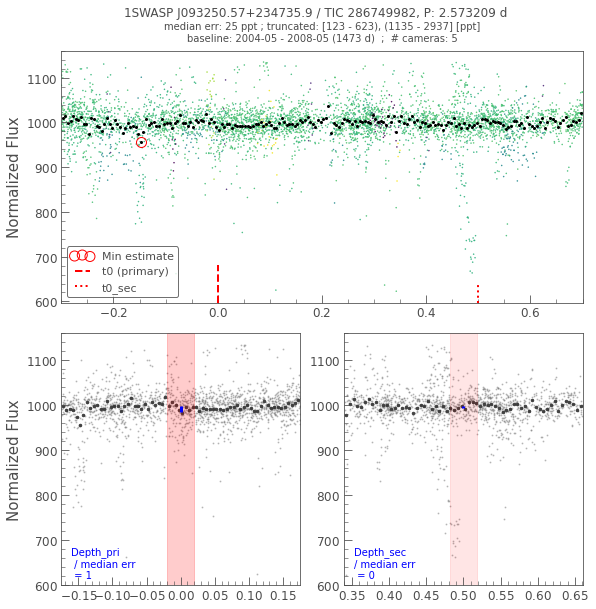 1SWASP J093250.57+234735.9 / TIC 286749982, P: 2.573209 d
median err: 25 ppt ; truncated: [123 - 623), (1135 - 2937] [ppt]
baseline: 2004-05 - 2008-05 (1473 d)  ;  # cameras: 5
Normalized Flux
1100
1000
900
800
700
600
Min estimate
t0 (primary)
t0_sec
−0.2 0.0 0.2 0.4 0.6
Normalized Flux
1100
1000
900
800
700
600
Depth_pri
/ median err
= 1
−0.15 −0.10 −0.05 0.00 0.05 0.10 0.15
1100
1000
900
800
700
600
Depth_sec
/ median err
= 0
0.35 0.40 0.45 0.50 0.55 0.60 0.65